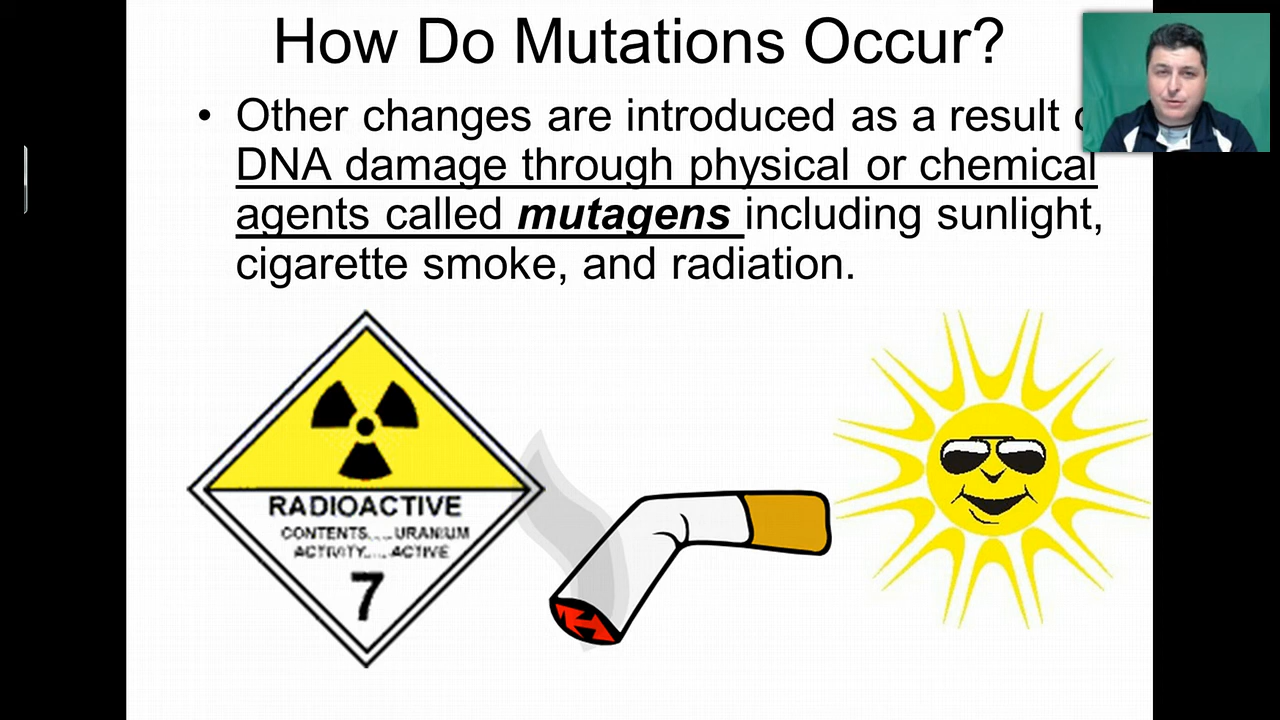 How Do Mutations Occur?
• Other changes are introduced as a result
DNA damage through physical or chemical
agents called mutagens including sunlight,
cigarette smoke, and radiation.
RADIOACTIVE
CONTENTS....URANIUM
ACTIVITY.....ACTIVE
7